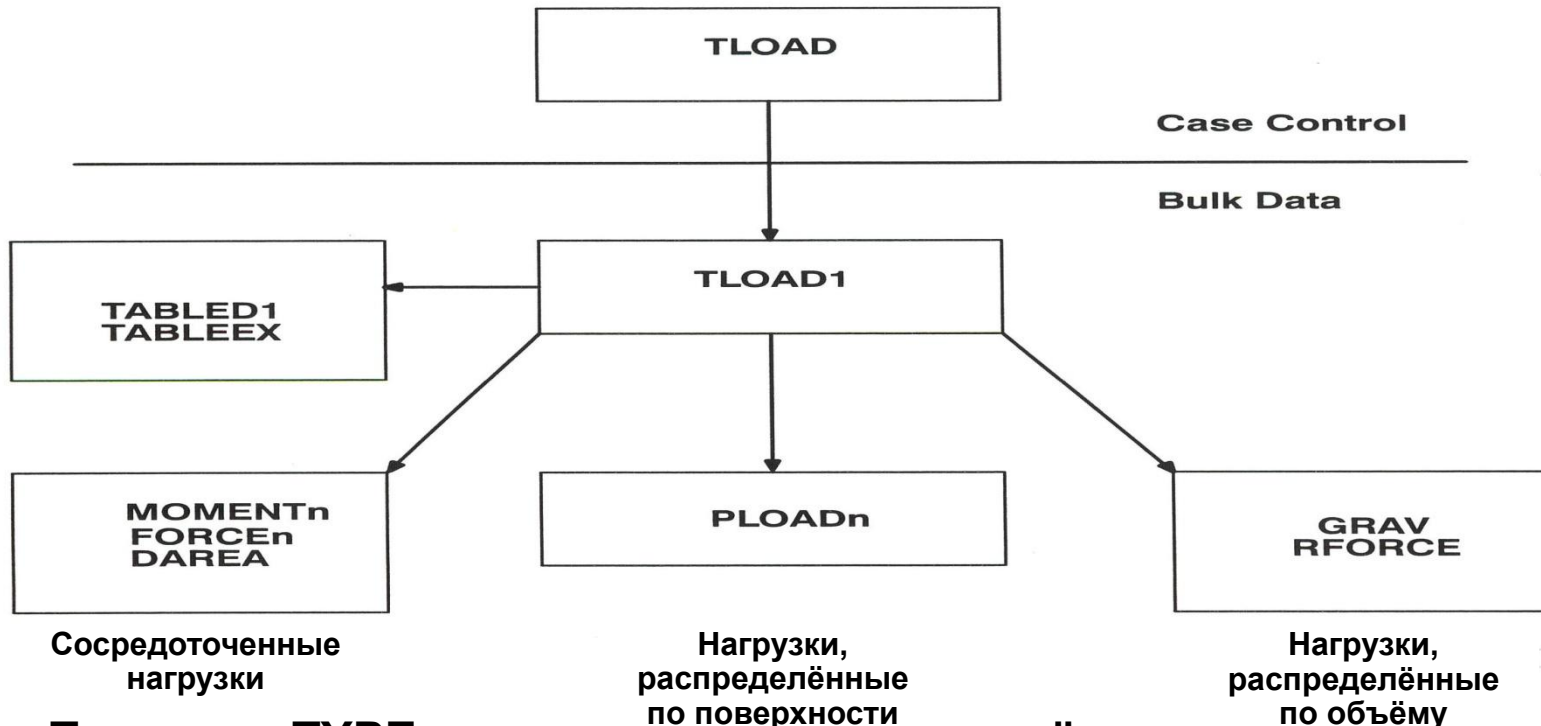 TLOAD
Case Control
Bulk Data
TLOAD1
TABLED1
TABLEEX
MOMENTn
FORCEn
DAREA
PLOADn
GRAV
RFORCE
Сосредоточенные
нагрузки
Нагрузки,
распределённые
по поверхности
Нагрузки,
распределённые
по объёму